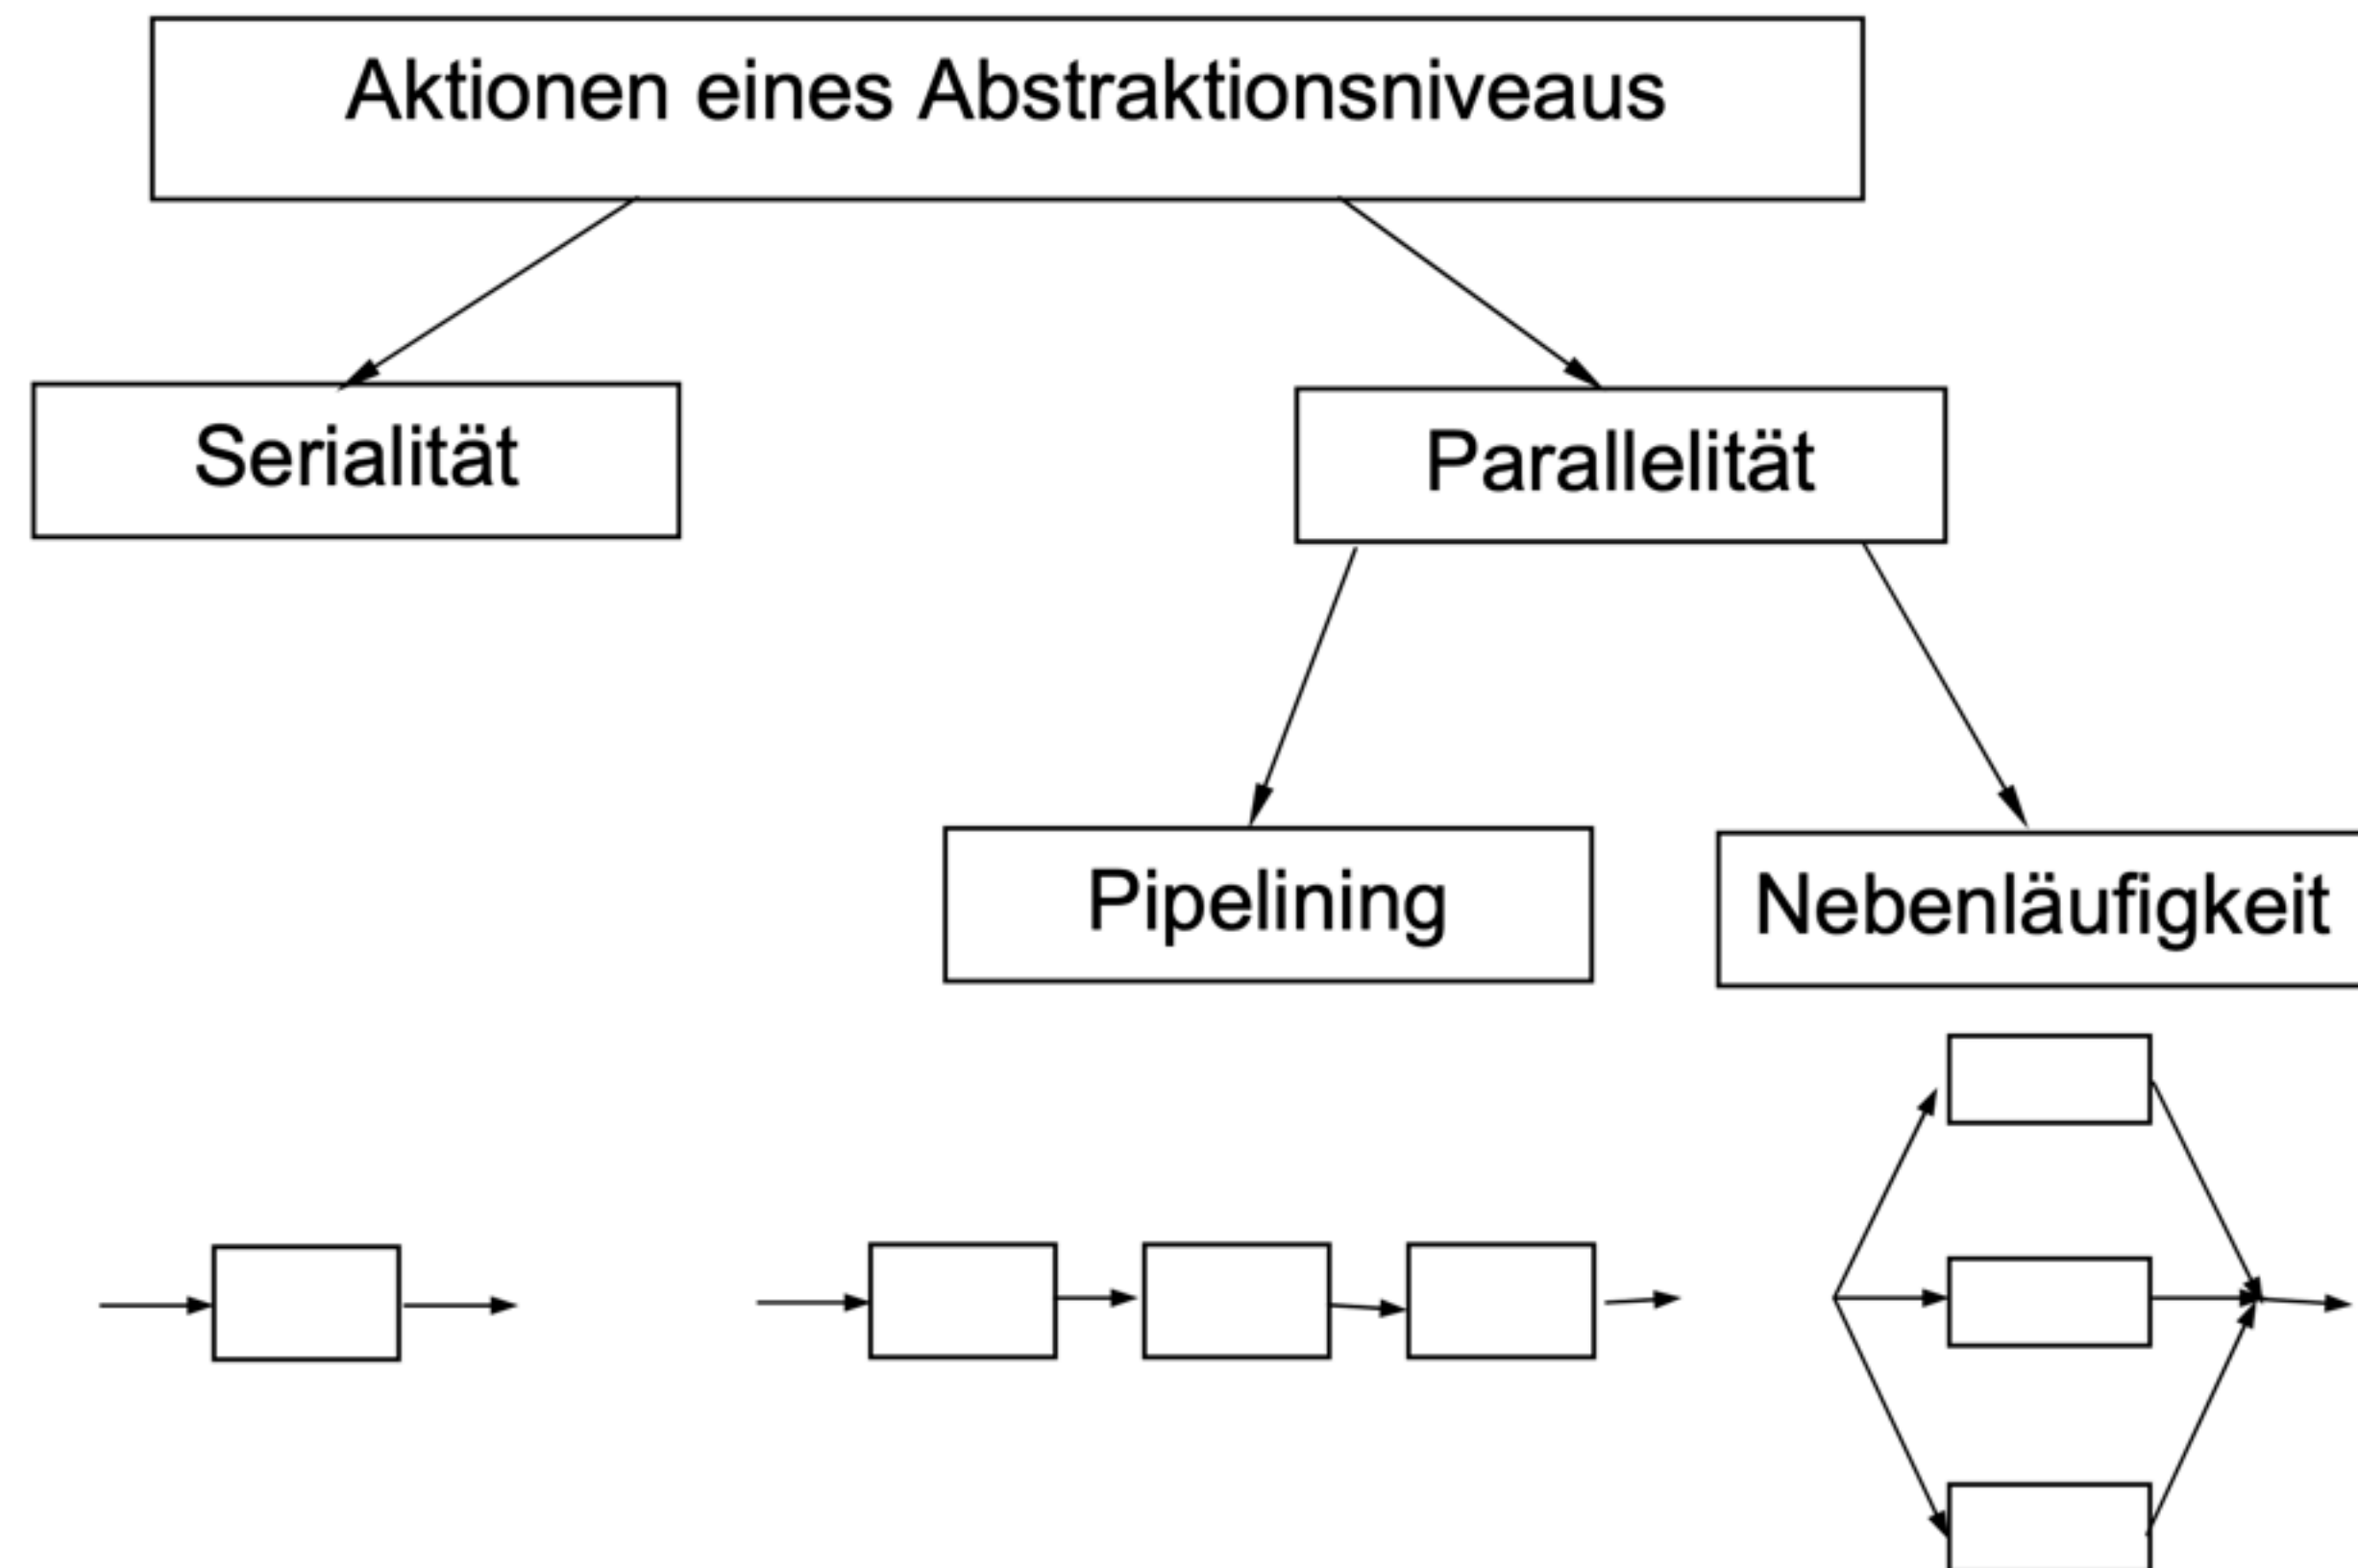 Aktionen eines Abstraktionsniveaus
Serialität
Parallelität
Pipelining
Nebenläufigkeit